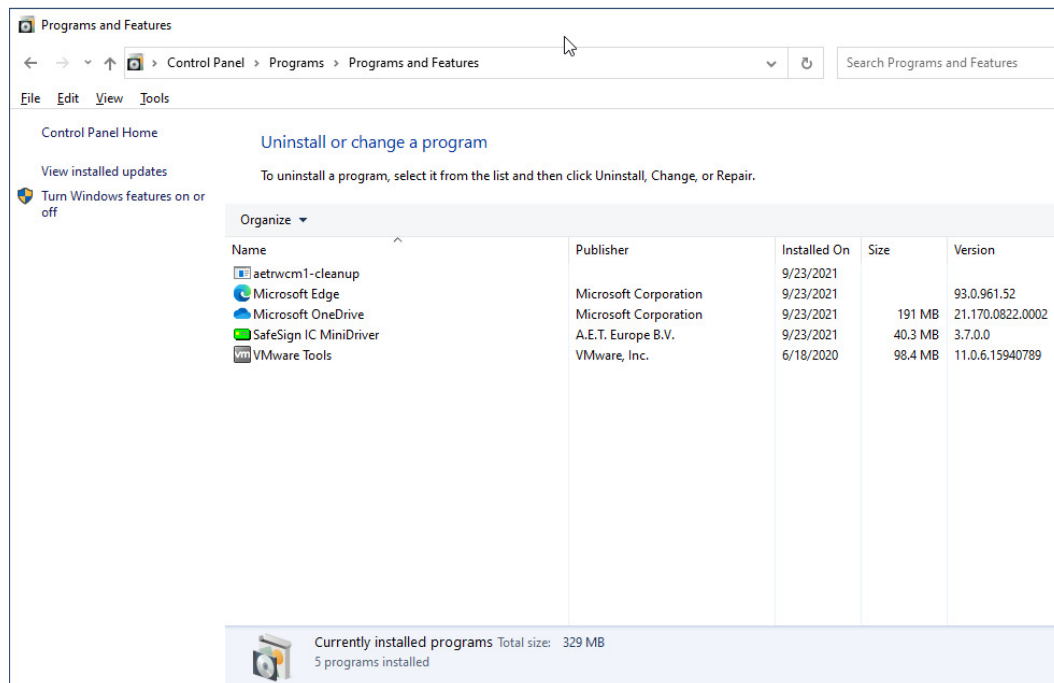 Programs and Features
Control Panel > Programs > Programs and Features
Search Programs and Features
File Edit View Tools
Control Panel Home
View installed updates
Turn Windows features on or
off
Uninstall or change a program
To uninstall a program, select it from the list and then click Uninstall, Change, or Repair.
Organize
Name Publisher Installed On Size Version
aetrwcm1-cleanup 9/23/2021
Microsoft Edge Microsoft Corporation 9/23/2021 93.0.961.52
Microsoft OneDrive Microsoft Corporation 9/23/2021 191 MB 21.170.0822.0002
SafeSign IC MiniDriver A.E.T. Europe B.V. 9/23/2021 40.3 MB 3.7.0.0
vm VMware Tools VMware, Inc. 6/18/2020 98.4 MB 11.0.6.15940789
Currently installed programs Total size: 329 MB
5 programs installed